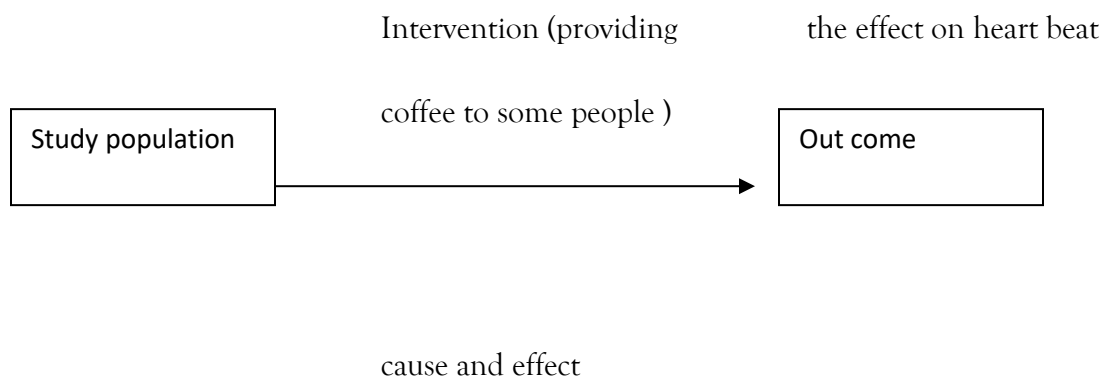 Intervention (providing the effect on heart beat
coffee to some people )
Study population
Out come
cause and effect